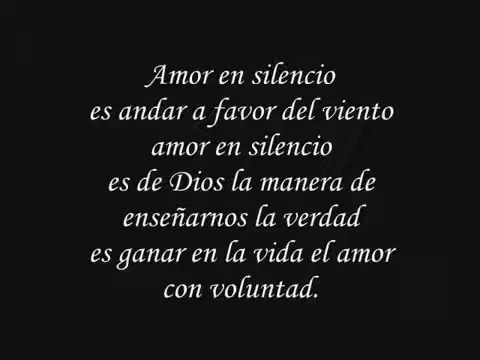 Amor en silencio
es andar a favor del viento
amor en silencio
es de Dios la manera de
enseñarnos la verdad
es ganar en la vida el amor
con voluntad.